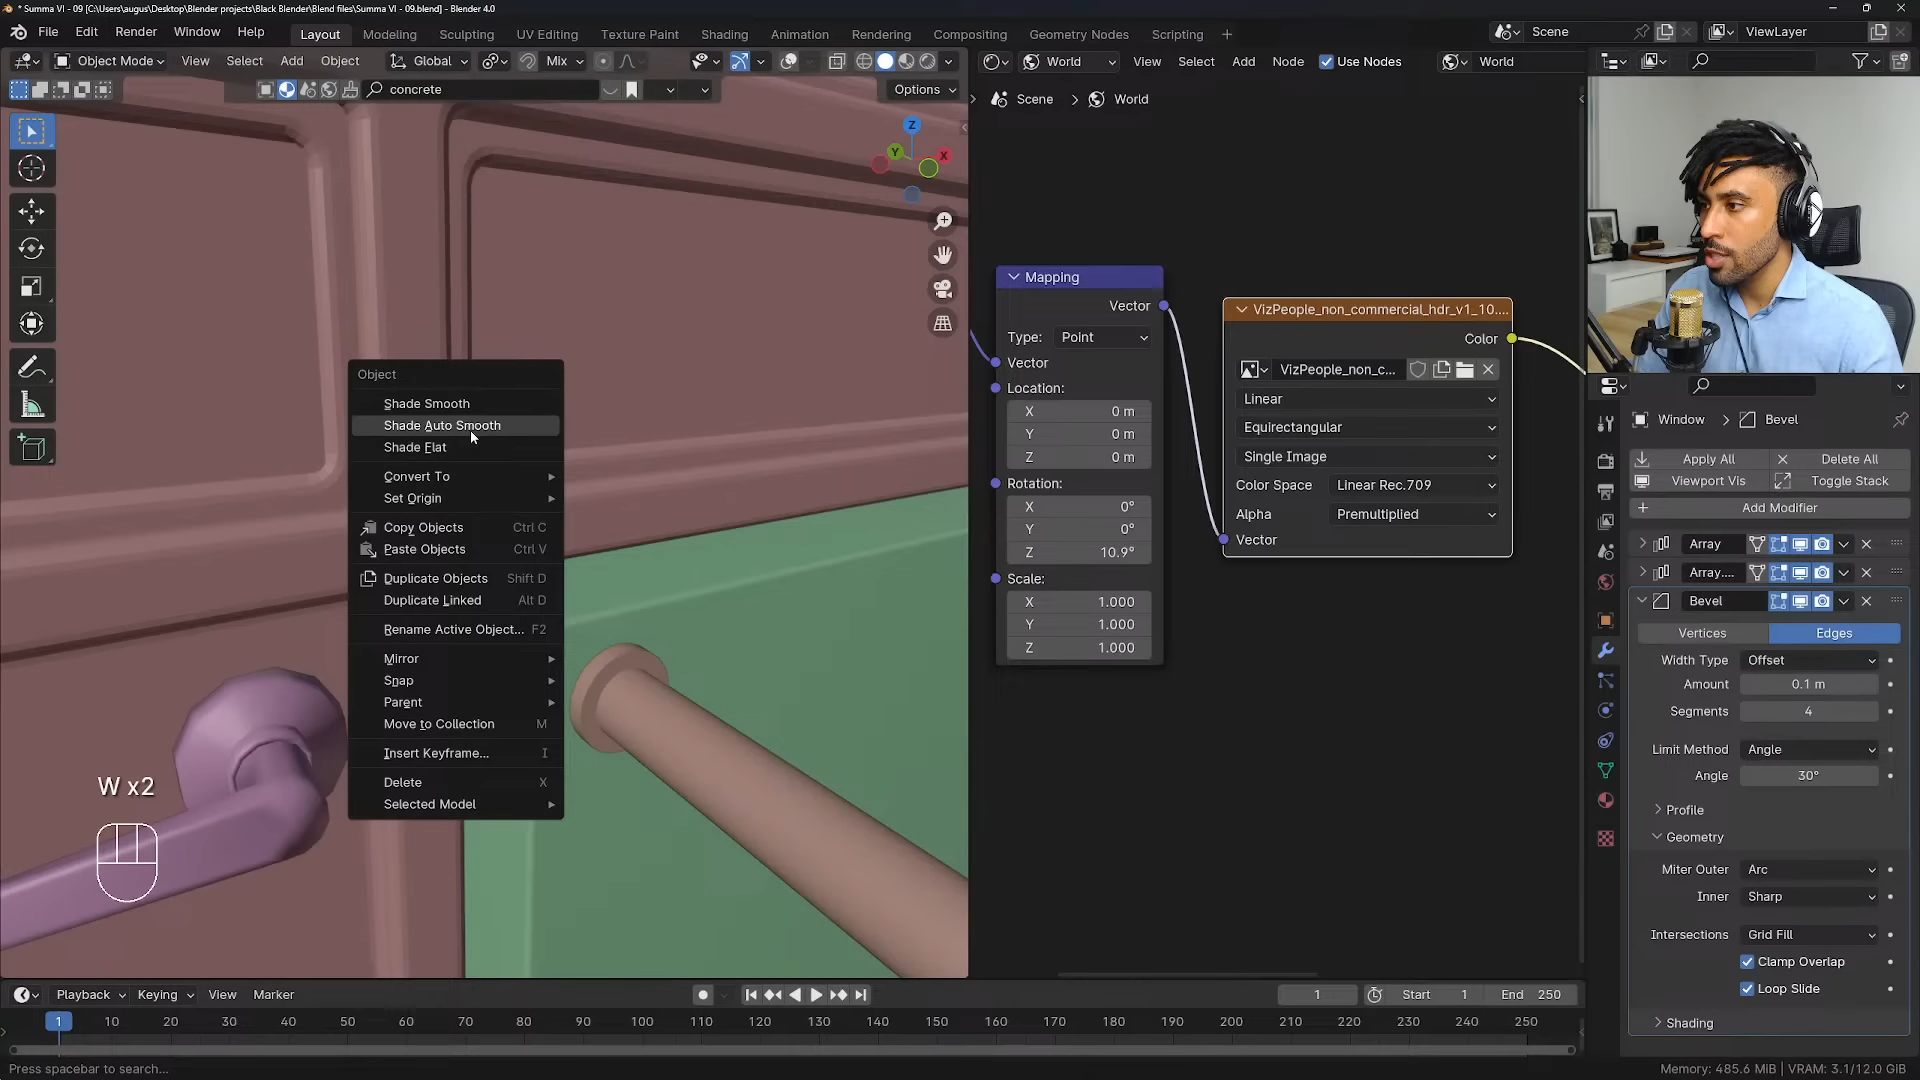 * Summa VI - 09 [C:\Users\augus\Desktop\Blender projects\Black Blender\Blend files\Summa VI - 09.blend] - Blender 4.0
File Edit Render Window Help
Layout Modeling Sculpting UV Editing Texture Paint Shading Animation Rendering Compositing Geometry Nodes Scripting +
Scene
ViewLayer
Object Mode View Select Add Object Global Mix
World View Select Add Node Use Nodes World
concrete
Options
Scene > World
Z
Y
X
Mapping
Vector
Type: Point
Vector
Location:
X 0 m
Y 0 m
Z 0 m
Rotation:
X 0°
Y 0°
Z 10.9°
Scale:
X 1.000
Y 1.000
Z 1.000
VizPeople_non_commercial_hdr_v1_10....
Color
VizPeople_non_c...
Linear
Equirectangular
Single Image
Color Space Linear Rec.709
Alpha Premultiplied
Vector
Object
Shade Smooth
Shade Auto Smooth
Shade Flat
Convert To
Set Origin
Copy Objects Ctrl C
Paste Objects Ctrl V
Duplicate Objects Shift D
Duplicate Linked Alt D
Rename Active Object... F2
Mirror
Snap
Parent
Move to Collection M
Insert Keyframe... I
Delete X
Selected Model
W x2
Window > Bevel
Apply All Delete All
Viewport Vis Toggle Stack
+ Add Modifier
Array
Array....
Bevel
Vertices Edges
Width Type Offset
Amount 0.1 m
Segments 4
Limit Method Angle
Angle 30°
Profile
Geometry
Miter Outer Arc
Inner Sharp
Intersections Grid Fill
Clamp Overlap
Loop Slide
Shading
Playback Keying View Marker
1 Start 1 End 250
1 10 20 30 40 50 60 70 80 90 100 110 120 130 140 150 160 170 180 190 200 210 220 230 240 250
Press spacebar to search...
Memory: 485.6 MiB | VRAM: 3.1/12.0 GiB